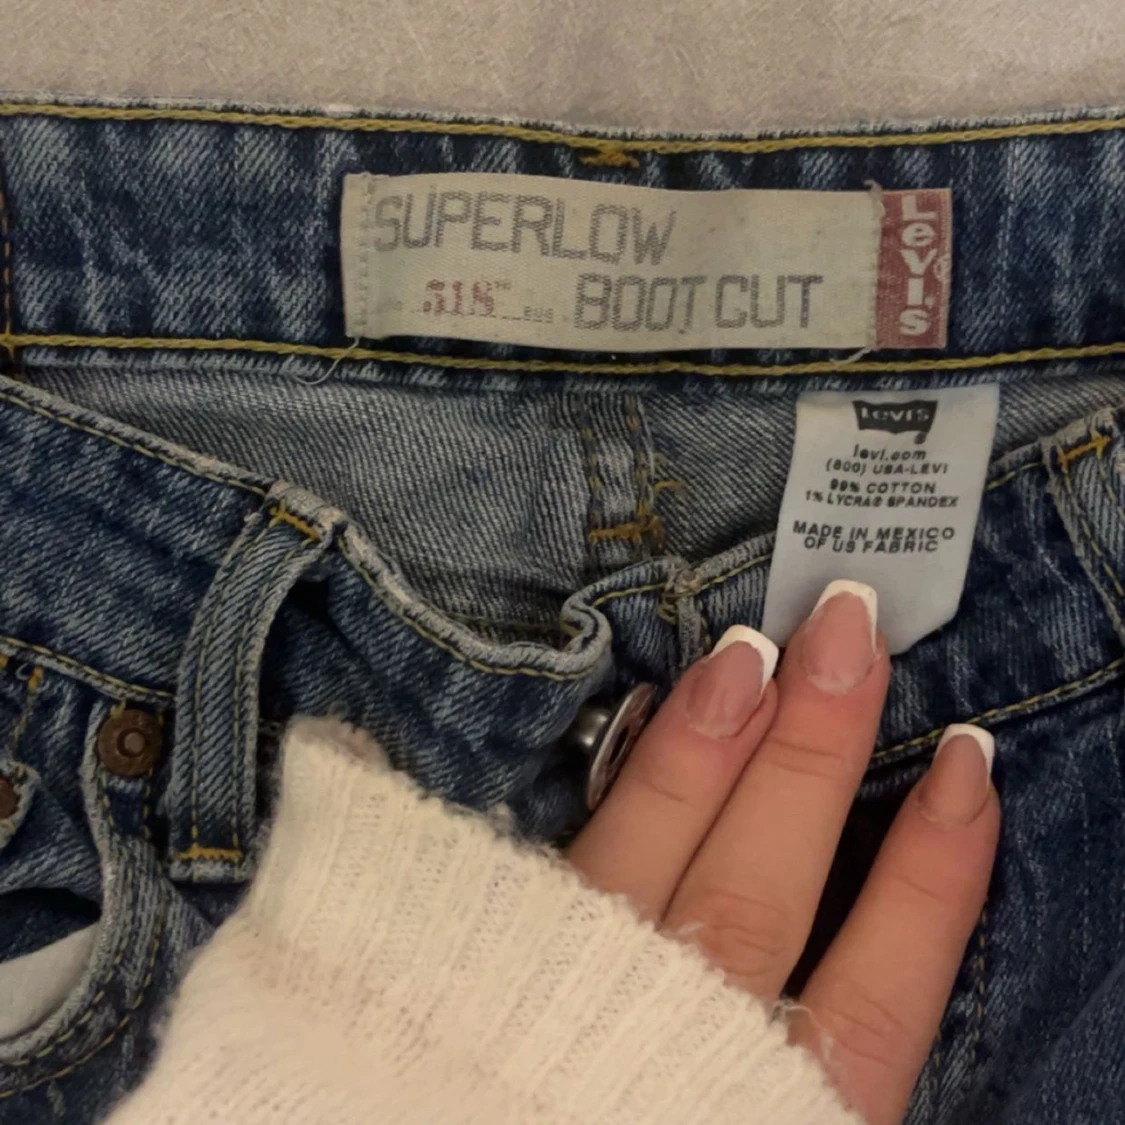 SUPERLOW
518™
BOOT CUT
Levi's
Levi's
levi.com
(800) USA-LEVI
99% COTTON
1% LYCRA® SPANDEX
MADE IN MEXICO
OF US FABRIC